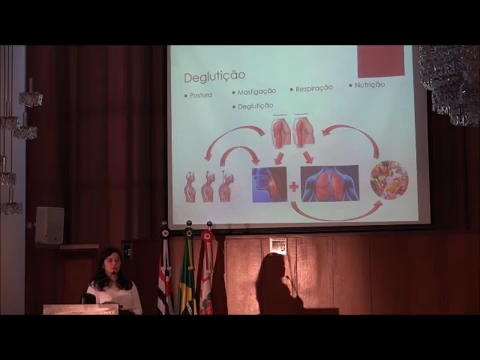 Deglutição
Postura
Mastigação
Respiração
Nutrição
Deglutição